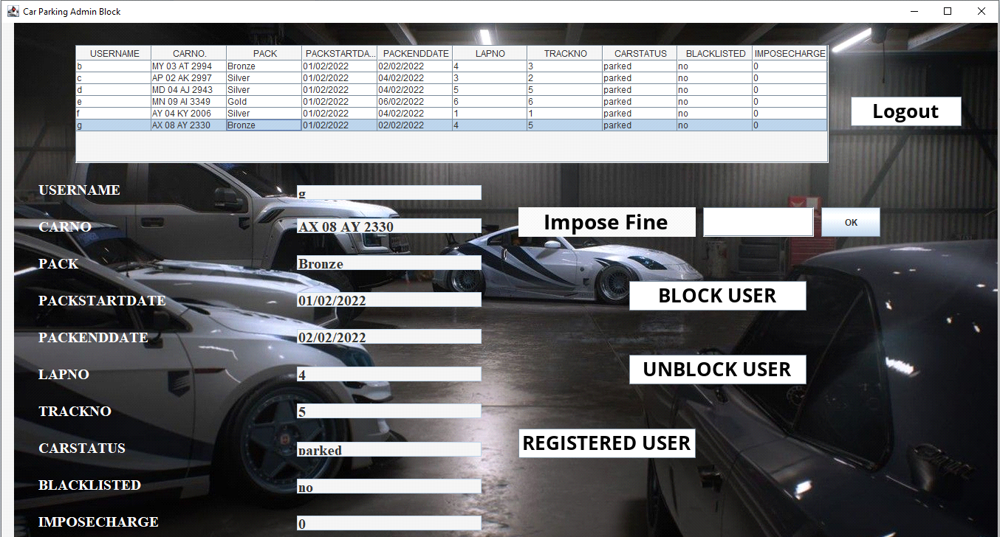 Car Parking Admin Block
USERNAME CARNO. PACK PACKSTARTDA... PACKENDDATE LAPNO TRACKNO CARSTATUS BLACKLISTED IMPOSECHARGE
b MY 03 AT 2994 Bronze 01/02/2022 02/02/2022 4 3 parked no 0
c AP 02 AK 2997 Silver 01/02/2022 04/02/2022 3 2 parked no 0
d MD 04 AJ 2943 Silver 01/02/2022 04/02/2022 5 5 parked no 0
e MN 09 AI 3349 Gold 01/02/2022 06/02/2022 6 6 parked no 0
f AY 04 KY 2006 Silver 01/02/2022 04/02/2022 1 1 parked no 0
g AX 08 AY 2330 Bronze 01/02/2022 02/02/2022 4 5 parked no 0
Logout
USERNAME g
CARNO AX 08 AY 2330
Impose Fine OK
PACK Bronze
PACKSTARTDATE 01/02/2022
BLOCK USER
PACKENDDATE 02/02/2022
LAPNO 4
UNBLOCK USER
TRACKNO 5
CARSTATUS parked
REGISTERED USER
BLACKLISTED no
IMPOSECHARGE 0